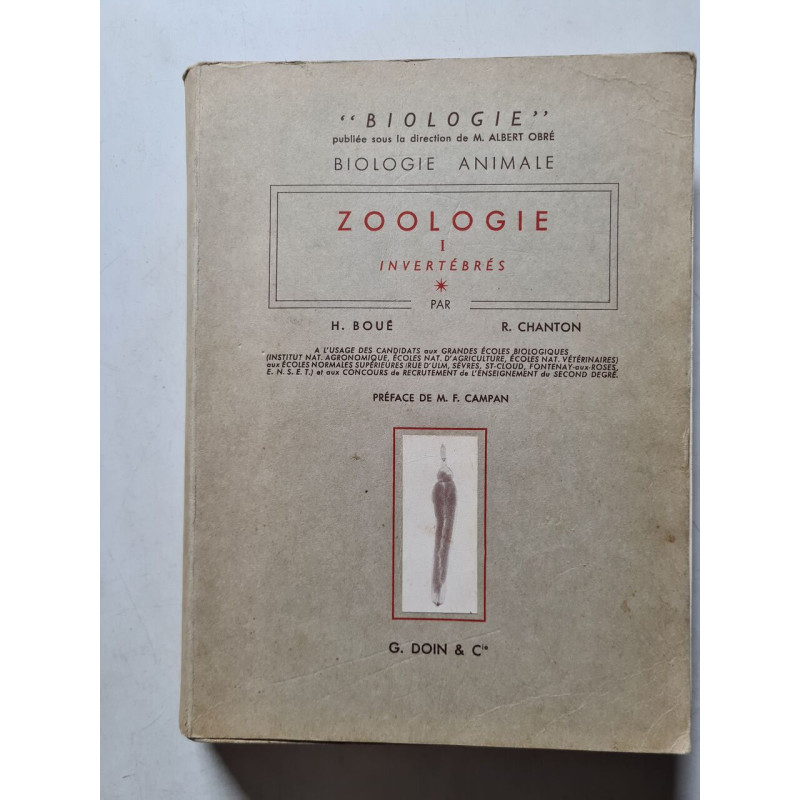 “BIOLOGIE”
publiée sous la direction de M. ALBERT OBRÉ
BIOLOGIE ANIMALE
ZOOLOGIE
I
INVERTÉBRÉS
PAR
H. BOUÉ R. CHANTON
A L'USAGE DES CANDIDATS aux GRANDES ÉCOLES BIOLOGIQUES
(INSTITUT NAT. AGRONOMIQUE, ÉCOLES NAT. D'AGRICULTURE, ÉCOLES NAT. VÉTÉRINAIRES)
aux ÉCOLES NORMALES SUPÉRIEURES (RUE D'ULM, SÈVRES, ST-CLOUD, FONTENAY-aux-ROSES,
E. N. S. E. T.) et aux CONCOURS de RECRUTEMENT de L'ENSEIGNEMENT du SECOND DEGRÉ.
PRÉFACE DE M. F. CAMPAN
G. DOIN & Cie